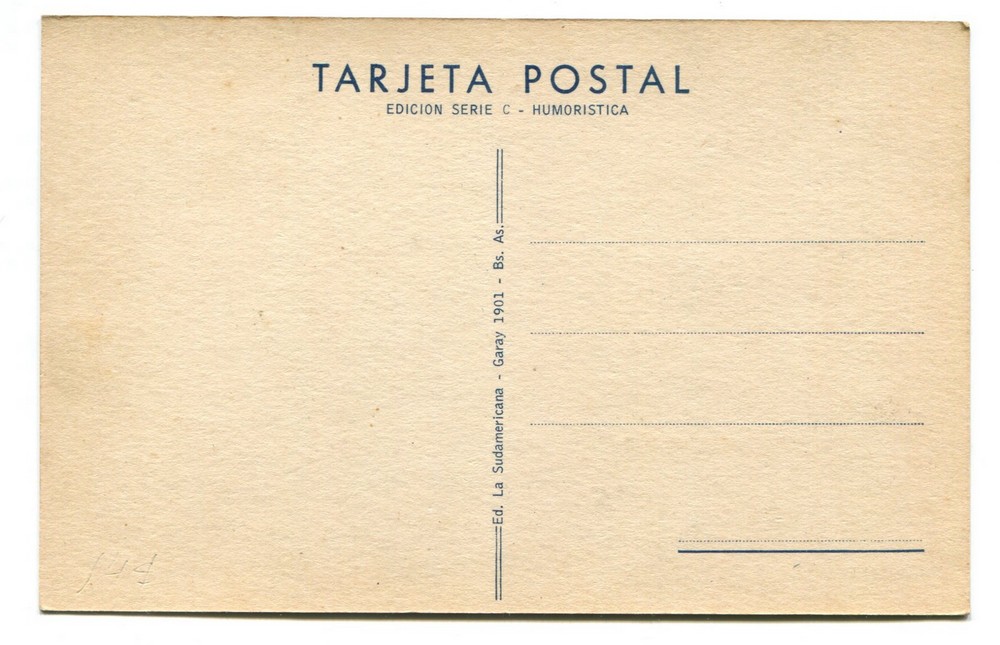 TARJETA POSTAL
EDICION SERIE C - HUMORISTICA
Ed. La Sudamericana - Garay 1901 - Bs. As.